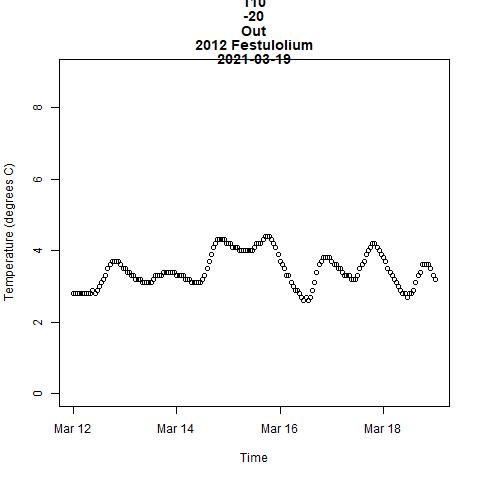 T10
-20
Out
2012 Festulolium
2021-03-19
Temperature (degrees C)
8
6
4
2
0
Mar 12 Mar 14 Mar 16 Mar 18
Time